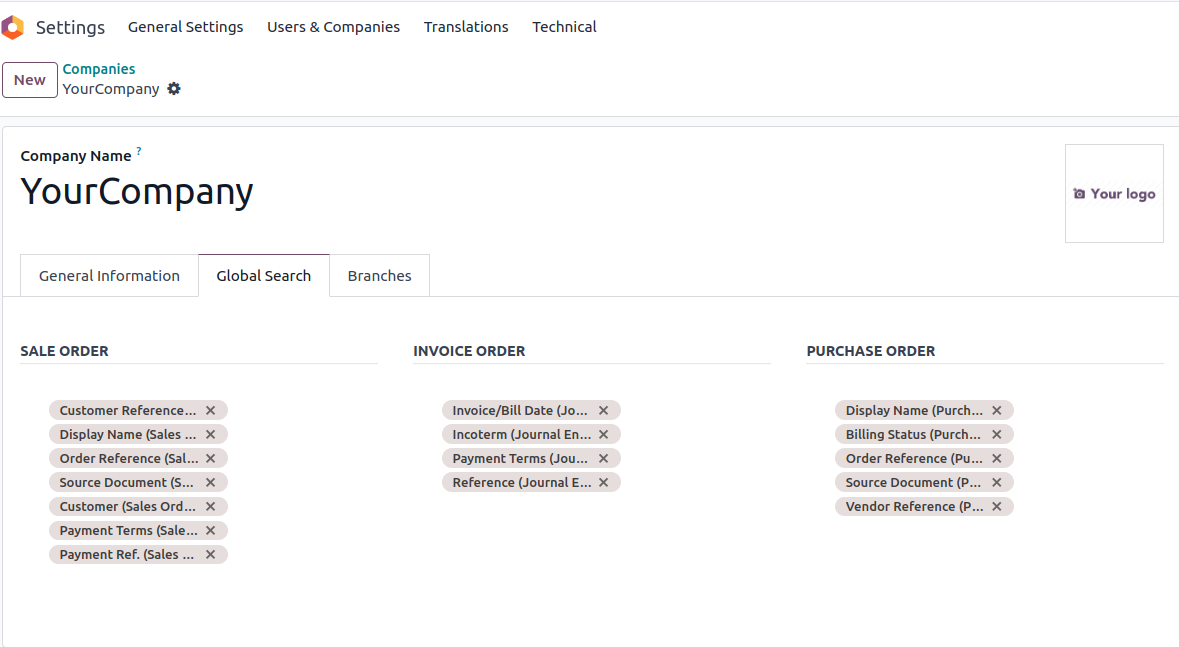 Settings General Settings Users & Companies Translations Technical
New
Companies
YourCompany
Company Name ?
YourCompany
Your logo
General Information Global Search Branches
SALE ORDER
Customer Reference...
Display Name (Sales ...
Order Reference (Sal...
Source Document (S...
Customer (Sales Ord...
Payment Terms (Sale...
Payment Ref. (Sales ...
INVOICE ORDER
Invoice/Bill Date (Jo...
Incoterm (Journal En...
Payment Terms (Jou...
Reference (Journal E...
PURCHASE ORDER
Display Name (Purch...
Billing Status (Purch...
Order Reference (Pu...
Source Document (P...
Vendor Reference (P...